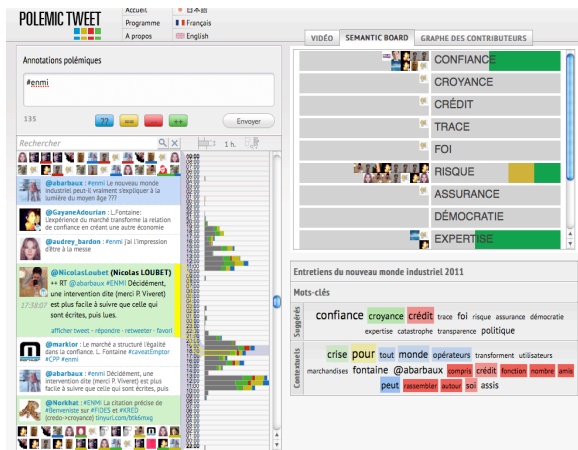 POLEMIC TWEET
Accueil
Programme
A propos
日本語
Français
English
Annotations polémiques
#enmi
135
??
==
--
++
Envoyer
Rechercher
1 h.
@abarbaux : #enmi Le nouveau monde
industriel peut-il vraiment s'expliquer à la
lumière du moyen âge ???
@GayaneAdourian : L.Fontaine:
L'expérience du marché transforme la relation
de confiance en créant une autre économie
@audrey_bardon : #enmi j'ai l'impression
d'être à la messe
@NicolasLoubet (Nicolas LOUBET)
++ RT @abarbaux #ENMI Décidément,
une intervention dite (merci P. Viveret)
est plus facile à suivre que celle qui
17:38:07
sont écrites, puis lues.
afficher tweet - répondre - retweeter - favori
@marklor : Le marché a structuré l'égalité
dans la confiance. L. Fontaine #caveatEmptor
#CPP #enmi
@abarbaux : #enmi Décidément, une
intervention dite (merci P. Viveret) est plus
facile à suivre que celle qui sont écrites, puis
@Norkhat : #ENMI La citation précise de
#Benveniste sur #FIDES et #KRED
(credo->croyance) tinyurl.com/btk6mxg
VIDÉO
SEMANTIC BOARD
GRAPHE DES CONTRIBUTEURS
CONFIANCE
CROYANCE
CRÉDIT
TRACE
FOI
RISQUE
ASSURANCE
DÉMOCRATIE
EXPERTISE
Entretiens du nouveau monde industriel 2011
Mots-clés
Suggérés
confiance croyance crédit trace foi risque assurance démocratie
expertise catastrophe transparence politique
Contextuels
crise pour tout monde opérateurs transforment utilisateurs
marchandises fontaine @abarbaux compris crédit fonction nombre amis
peut rassembler autour soi assis